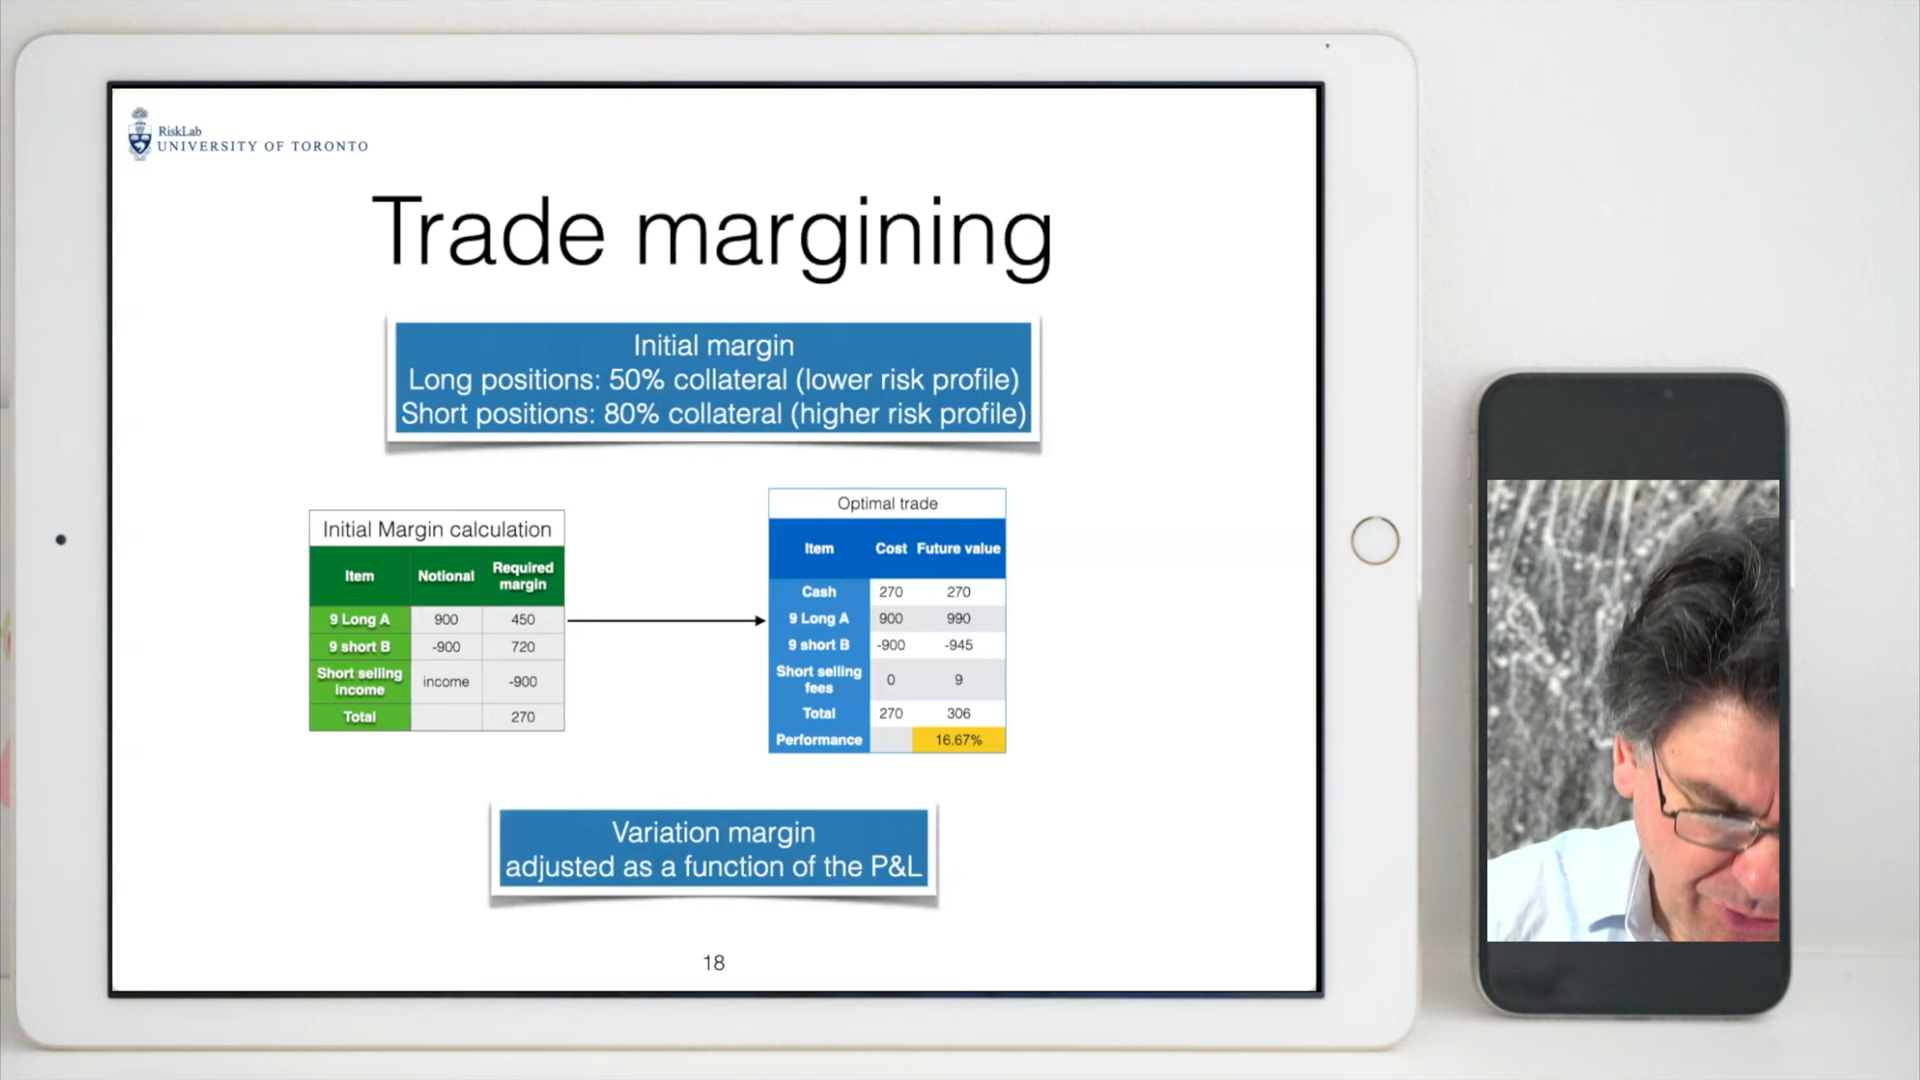 RiskLab
UNIVERSITY OF TORONTO
Trade margining
Initial margin
Long positions: 50% collateral (lower risk profile)
Short positions: 80% collateral (higher risk profile)
Initial Margin calculation
Item Notional Required margin
9 Long A 900 450
9 short B -900 720
Short selling income income -900
Total 270
Optimal trade
Item Cost Future value
Cash 270 270
9 Long A 900 990
9 short B -900 -945
Short selling fees 0 9
Total 270 306
Performance 16.67%
Variation margin
adjusted as a function of the P&L
18